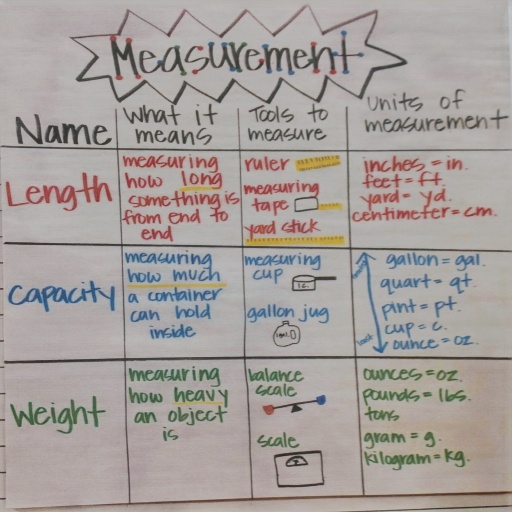 Measurement
Name
What it
means
Tools to
measure
Units of
measurement
Length
measuring
how long
something is
from end to
end
ruler
measuring
tape
yard stick
inches = in.
feet = ft.
yard = yd.
centimeter = cm.
Capacity
measuring
how much
a container
can hold
inside
measuring
cup
1c.
gallon jug
gallon = gal.
quart = qt.
pint = pt.
cup = c.
ounce = oz.
Weight
measuring
how heavy
an object
is
balance
scale
scale
ounces = oz.
pounds = lbs.
tons
gram = g.
kilogram = kg.